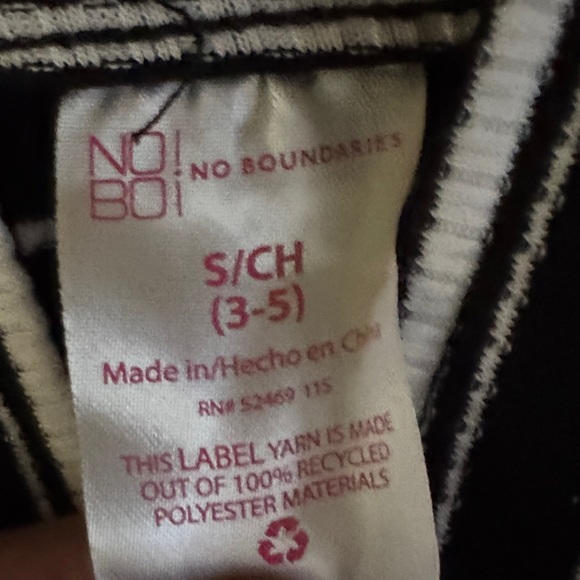 NO! BO! NO BOUNDARIES
S/CH
(3-5)
Made in/Hecho en China
RN# 52469 115
THIS LABEL YARN IS MADE
OUT OF 100% RECYCLED
POLYESTER MATERIALS